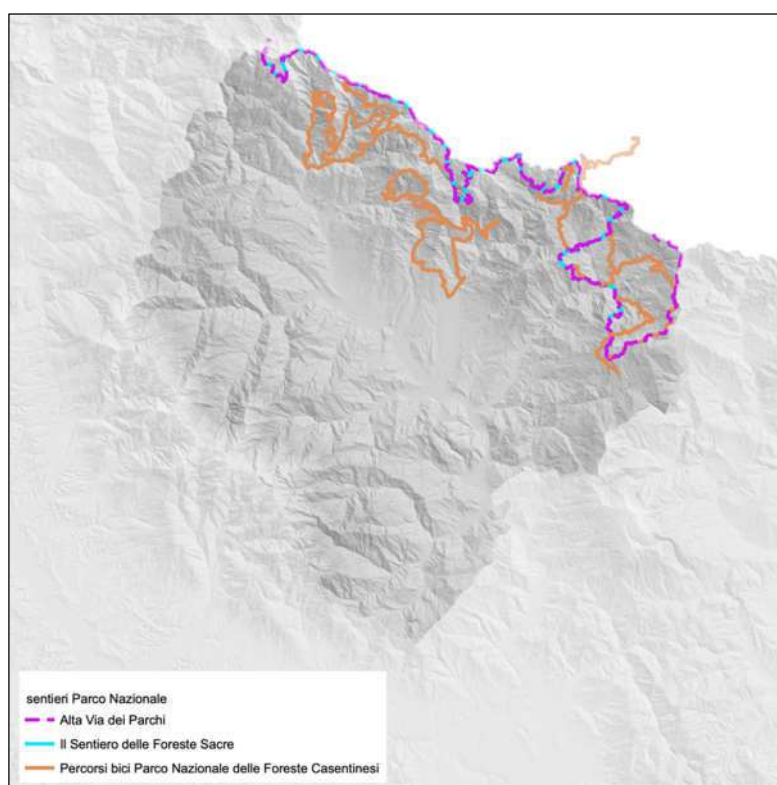 sentieri Parco Nazionale
Alta Via dei Parchi
Il Sentiero delle Foreste Sacre
Percorsi bici Parco Nazionale delle Foreste Casentinesi